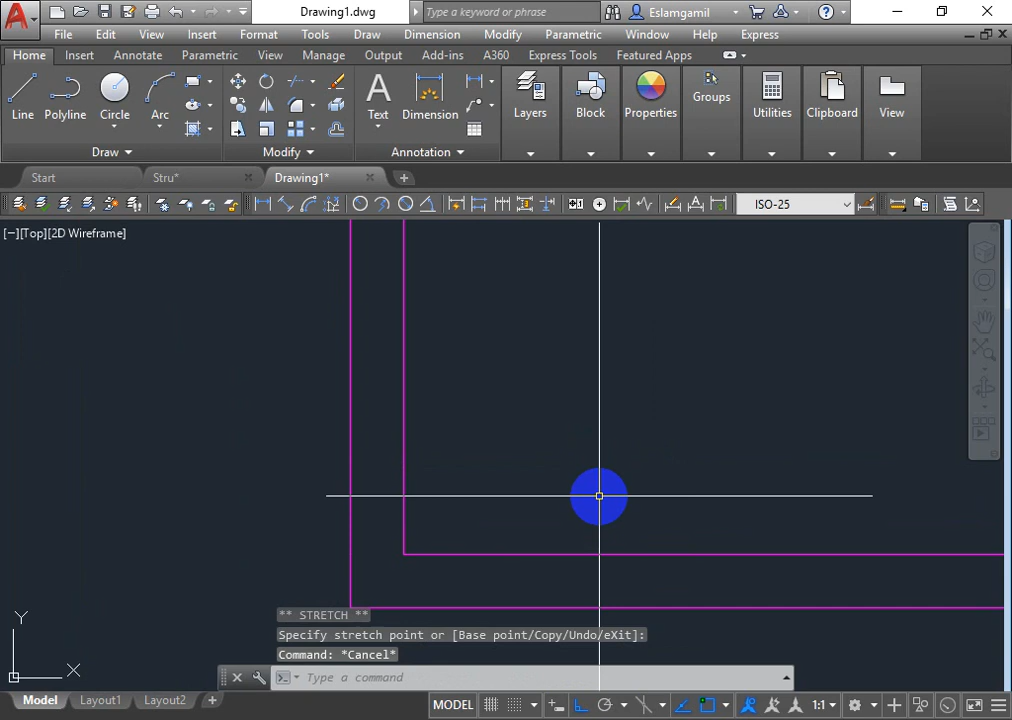 Drawing1.dwg
Type a keyword or phrase
Eslamgamil
File Edit View Insert Format Tools Draw Dimension Modify Parametric Window Help Express
Home Insert Annotate Parametric View Manage Output Add-ins A360 Express Tools Featured Apps
Line Polyline Circle Arc
Text Dimension Layers Block Properties Groups Utilities Clipboard View
Draw Modify Annotation
Start Stru* Drawing1*
ISO-25
[−][Top][2D Wireframe]
** STRETCH **
Specify stretch point or [Base point/Copy/Undo/eXit]:
Command: *Cancel*
Type a command
Y
X
Model Layout1 Layout2 +
MODEL 1:1